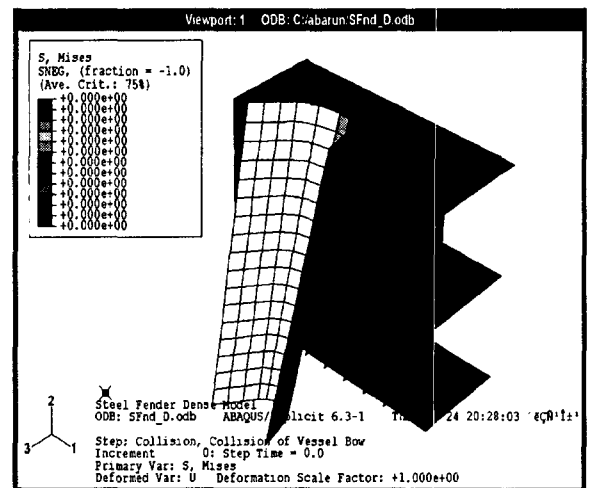 Viewport: 1 ODB: C:/abarun/SFnd_D.odb
S, Mises
SNEG, (fraction = -1.0)
(Ave. Crit.: 75%)
+0.000e+00
+0.000e+00
+0.000e+00
+0.000e+00
+0.000e+00
+0.000e+00
+0.000e+00
+0.000e+00
+0.000e+00
+0.000e+00
+0.000e+00
+0.000e+00
+0.000e+00
2
3
1
Steel Fender Dense Model
ODB: SFnd_D.odb ABAQUS/ 6.3-1 24 20:28:03
Step: Collision, Collision of Vessel Bow
Increment 0: Step Time = 0.0
Primary Var: S, Mises
Deformed Var: U Deformation Scale Factor: +1.000e+00